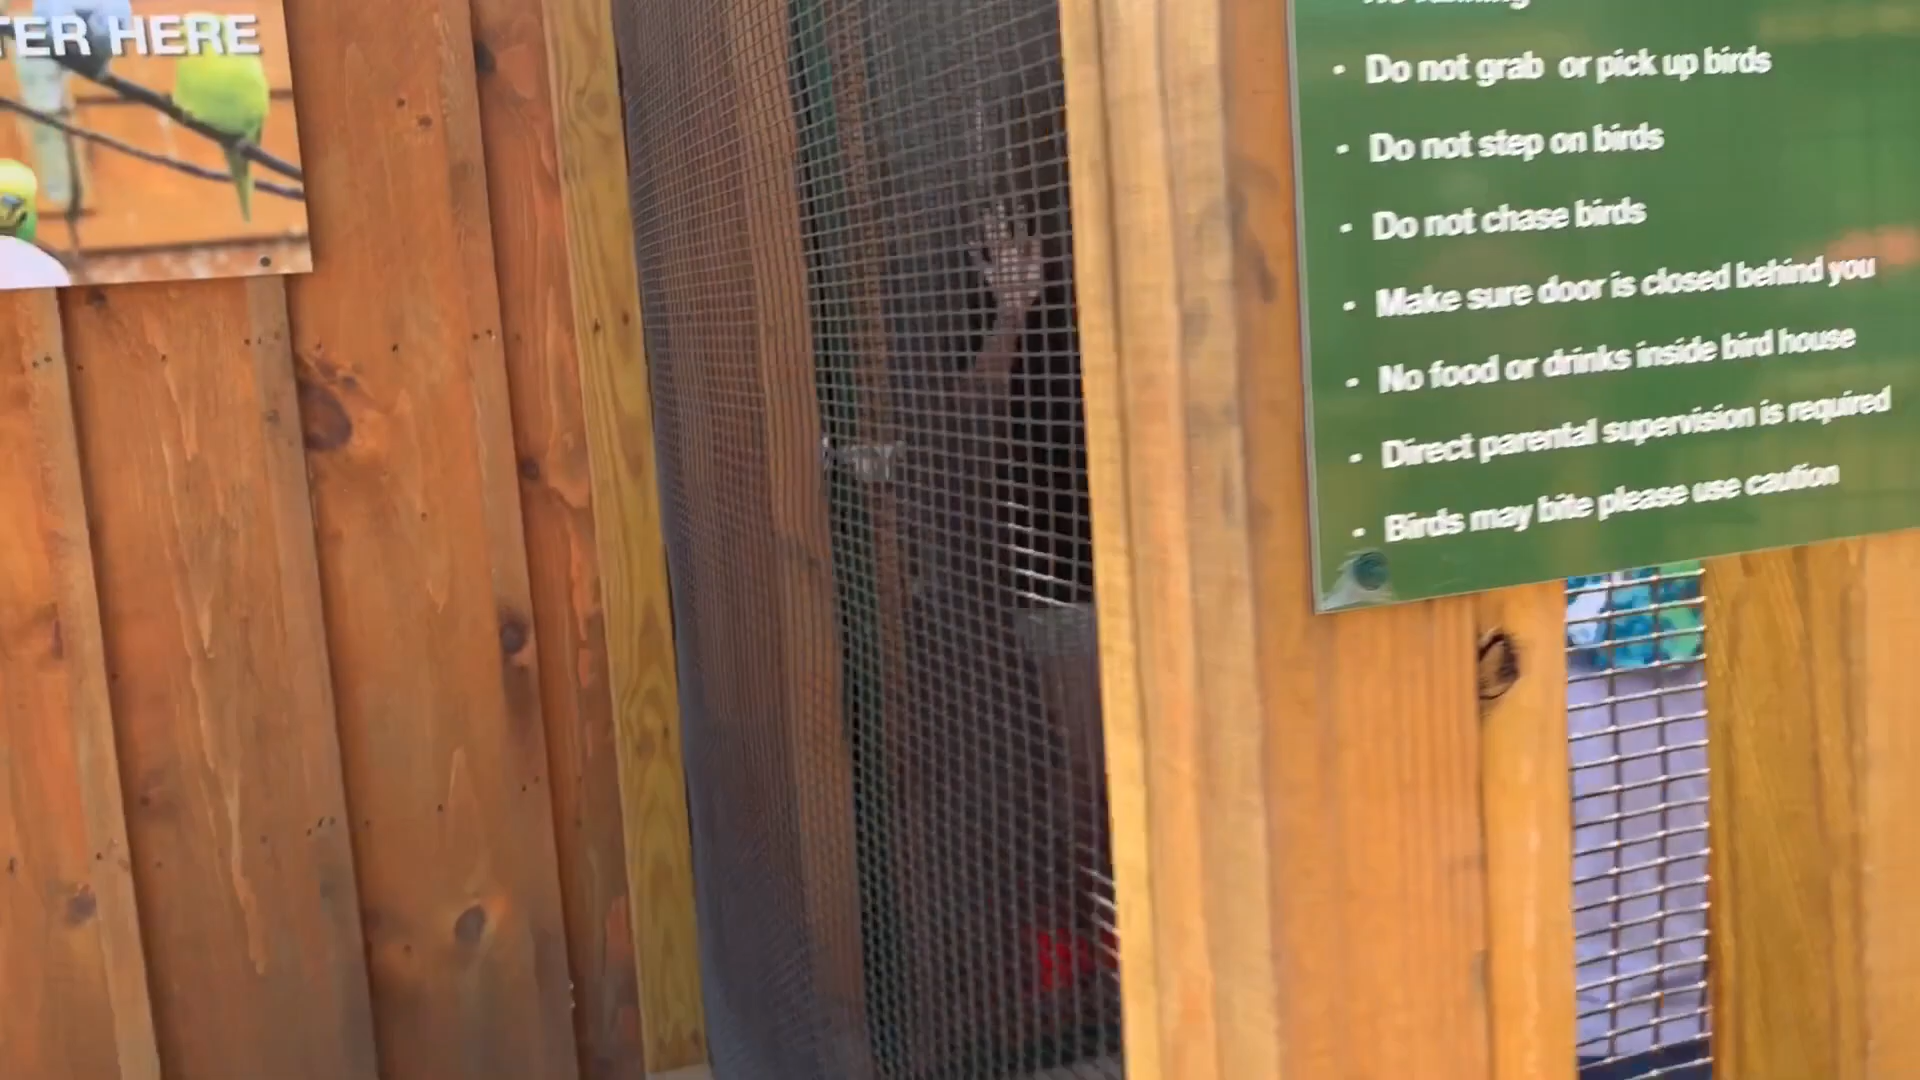 HERE
• Do not grab or pick up birds
• Do not step on birds
• Do not chase birds
• Make sure door is closed behind you
• No food or drinks inside bird house
• Direct parental supervision is required
• Birds may bite please use caution